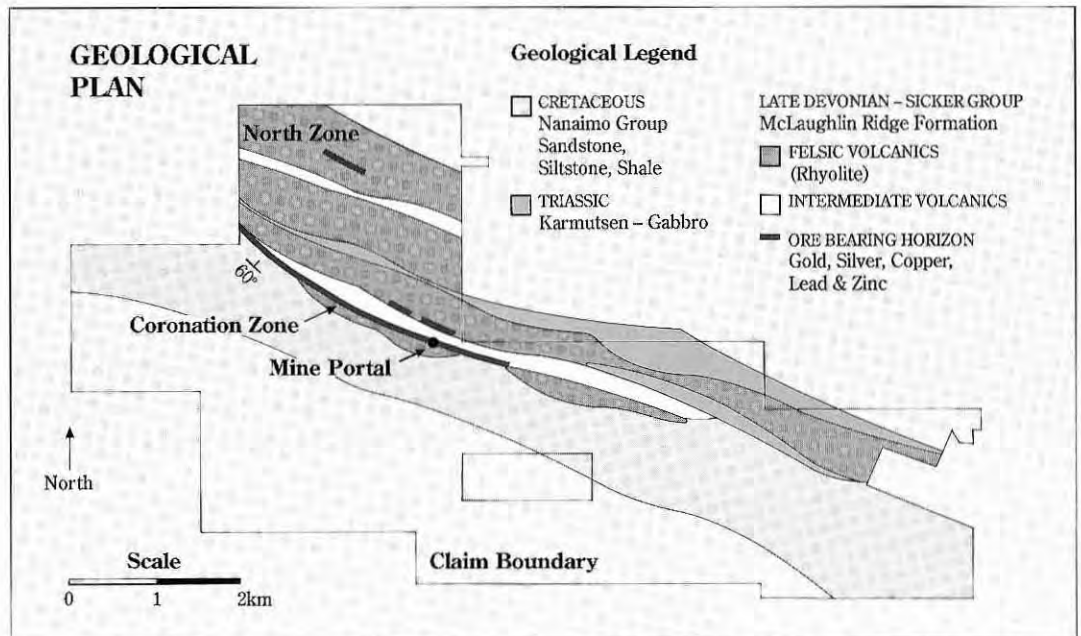 GEOLOGICAL
PLAN
Geological Legend
CRETACEOUS
Nanaimo Group
Sandstone,
Siltstone, Shale
TRIASSIC
Karmutsen – Gabbro
LATE DEVONIAN – SICKER GROUP
McLaughlin Ridge Formation
FELSIC VOLCANICS
(Rhyolite)
INTERMEDIATE VOLCANICS
ORE BEARING HORIZON
Gold, Silver, Copper,
Lead & Zinc
North Zone
60°
Coronation Zone
Mine Portal
North
Scale
0 1 2km
Claim Boundary